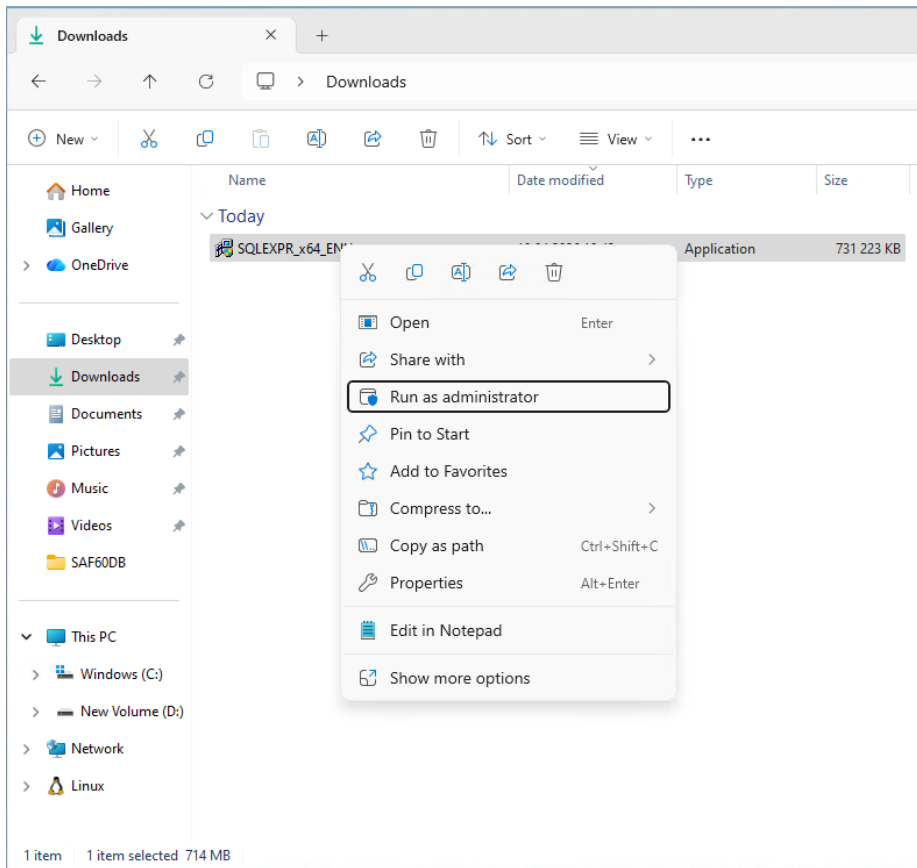 Downloads
Downloads
New
Sort
View
Name Date modified Type Size
Today
SQLEXPR_x64_ENU Application 731 223 KB
Home
Gallery
OneDrive
Desktop
Downloads
Documents
Pictures
Music
Videos
SAF60DB
This PC
Windows (C:)
New Volume (D:)
Network
Linux
Open Enter
Share with
Run as administrator
Pin to Start
Add to Favorites
Compress to...
Copy as path Ctrl+Shift+C
Properties Alt+Enter
Edit in Notepad
Show more options
1 item 1 item selected 714 MB